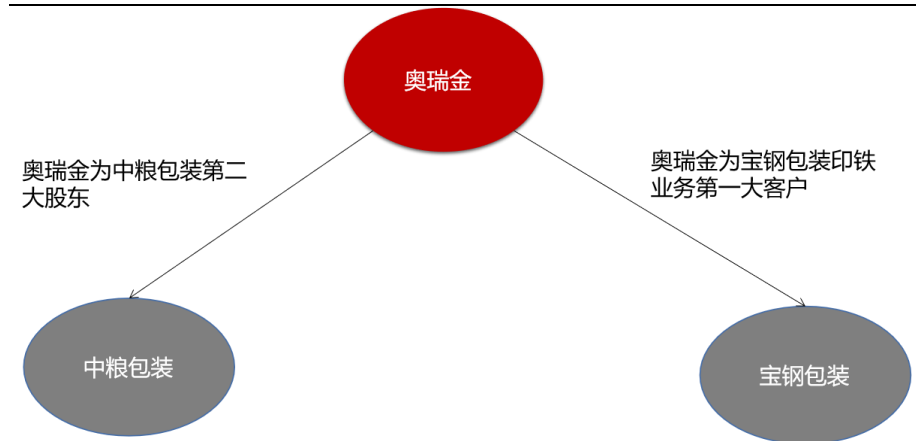 奥瑞金
奥瑞金为中粮包装第二
大股东
奥瑞金为宝钢包装印铁
业务第一大客户
中粮包装
宝钢包装